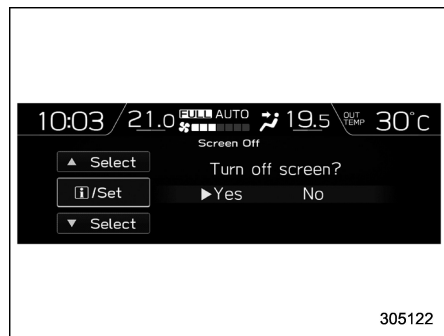 10:03 21.0 FULL AUTO 19.5 OUT TEMP 30°C
Screen Off
▲ Select
Turn off screen?
i/Set
▶Yes No
▼ Select
305122